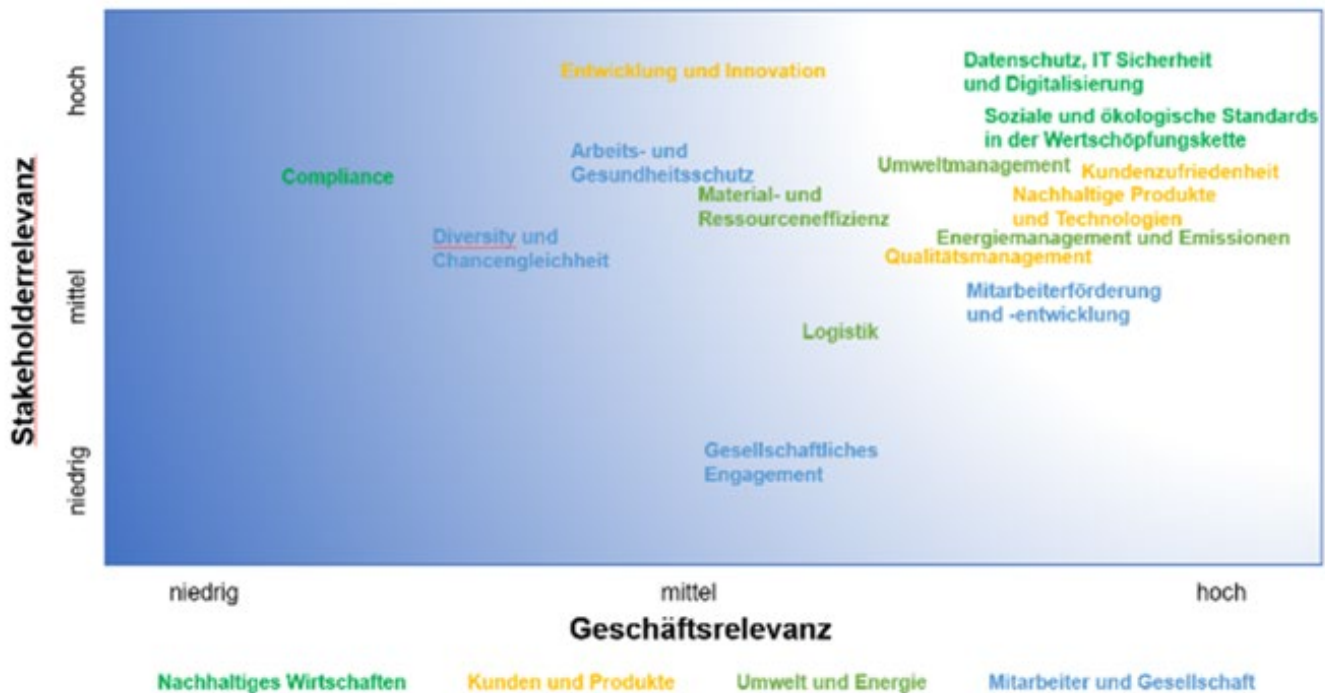 Stakeholderrelevanz
hoch
mittel
niedrig
Entwicklung und Innovation
Datenschutz, IT Sicherheit
und Digitalisierung
Soziale und ökologische Standards
in der Wertschöpfungskette
Arbeits- und
Gesundheitsschutz
Compliance
Umweltmanagement
Kundenzufriedenheit
Material- und
Ressourceneffizienz
Nachhaltige Produkte
und Technologien
Diversity und
Chancengleichheit
Energiemanagement und Emissionen
Qualitätsmanagement
Mitarbeiterförderung
und -entwicklung
Logistik
Gesellschaftliches
Engagement
niedrig
mittel
hoch
Geschäftsrelevanz
Nachhaltiges Wirtschaften
Kunden und Produkte
Umwelt und Energie
Mitarbeiter und Gesellschaft